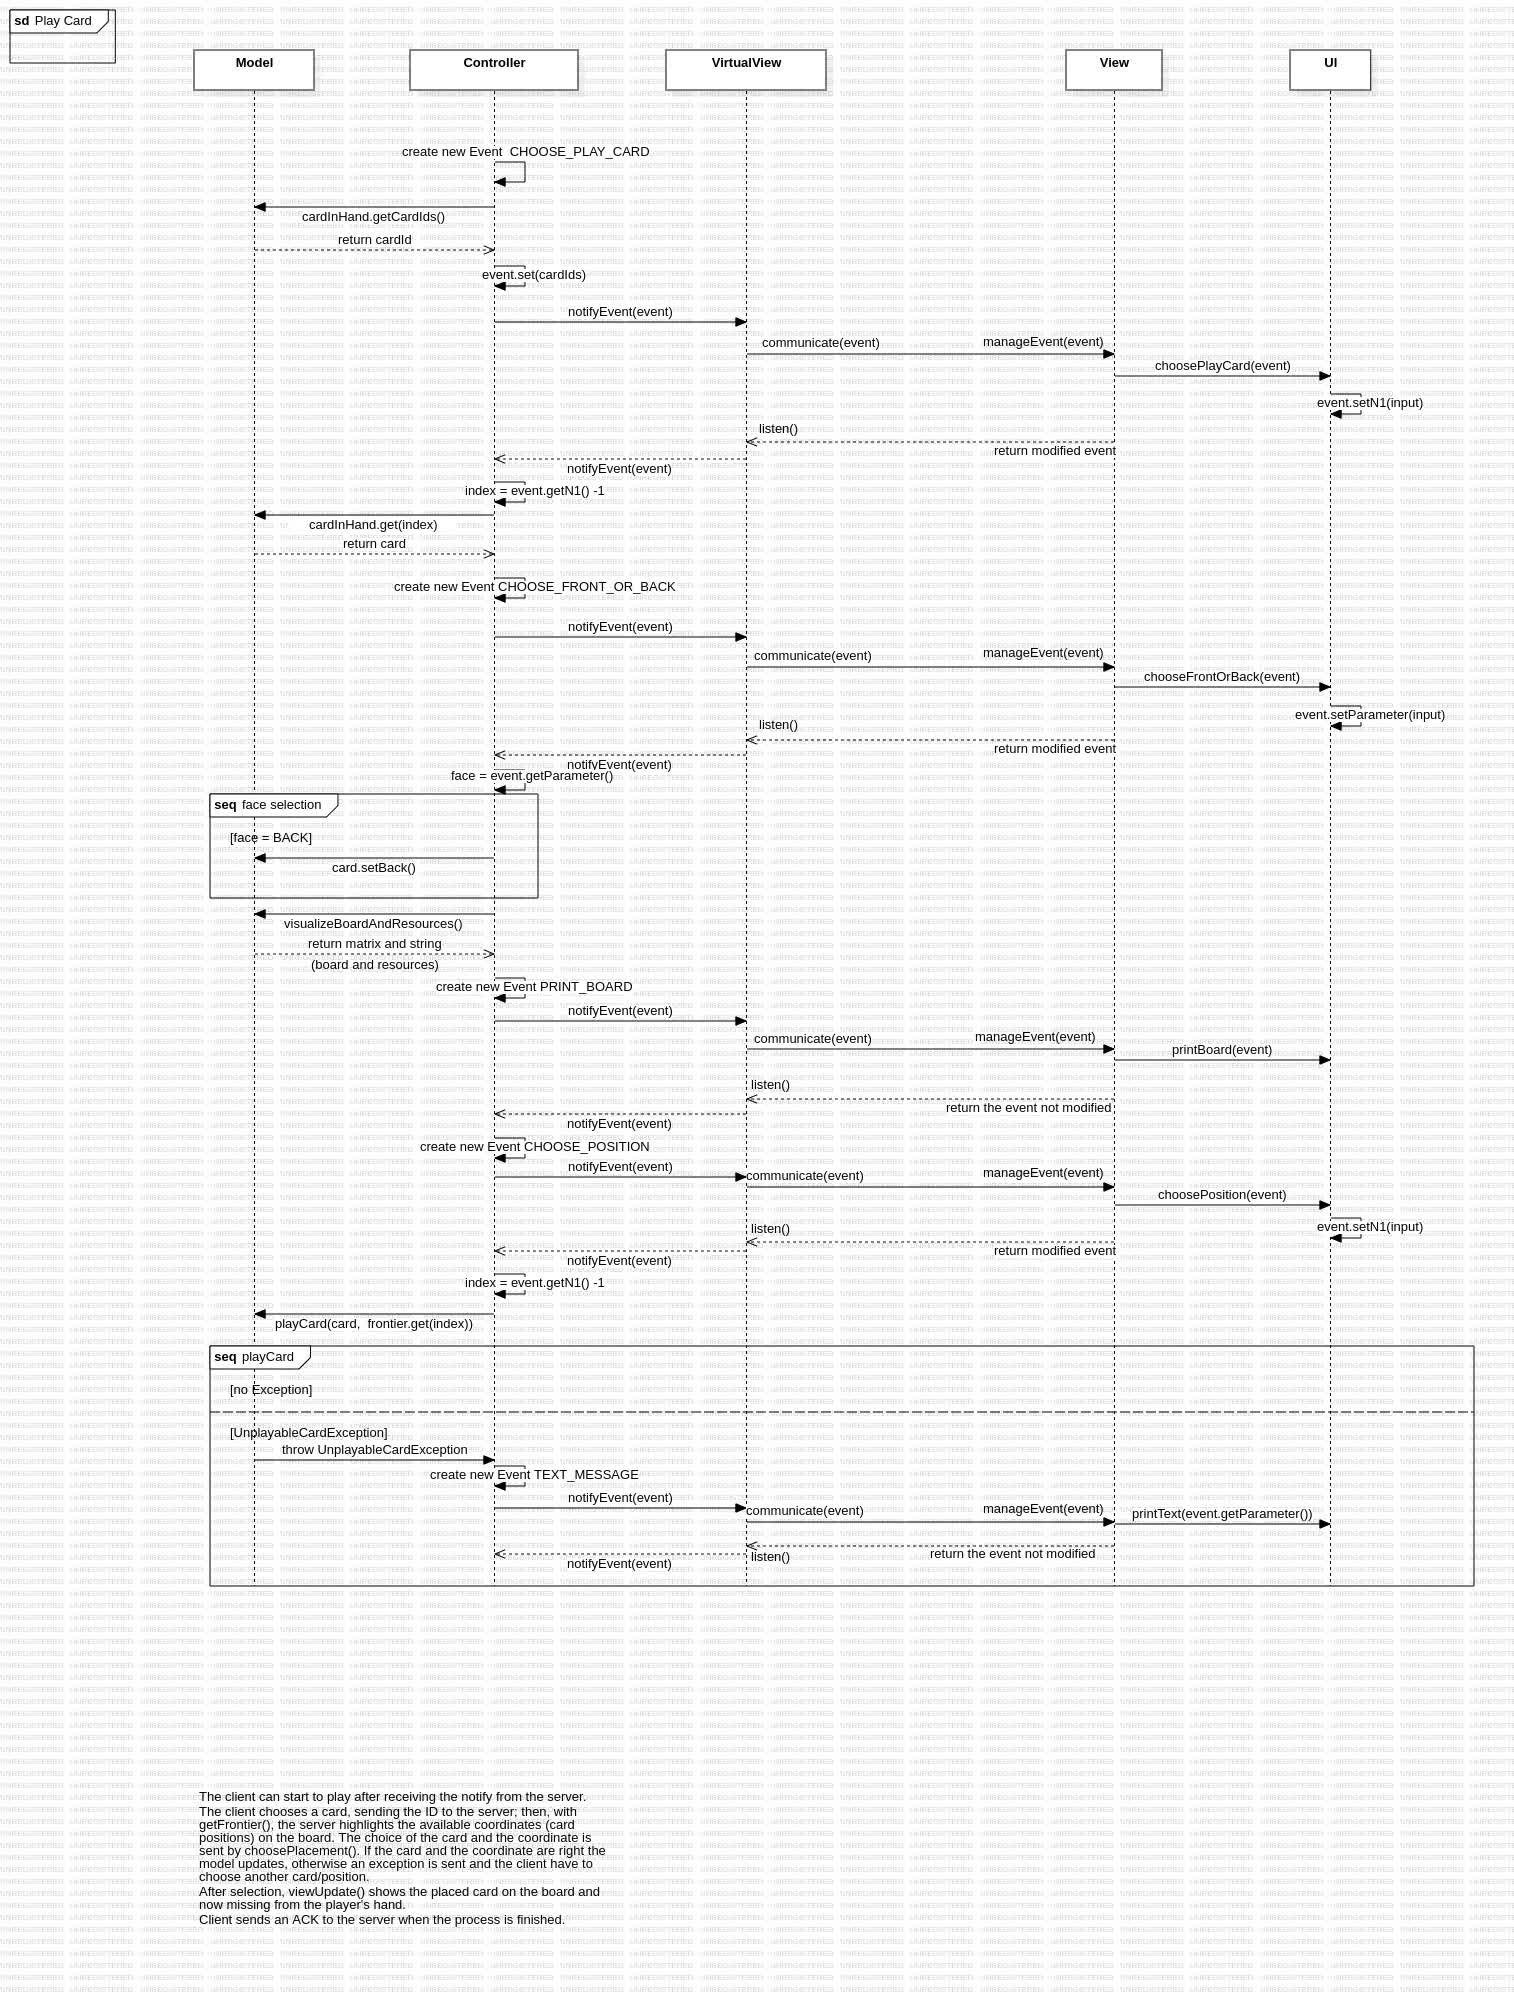 sd Play Card
Model
Controller
VirtualView
View
UI
create new Event  CHOOSE_PLAY_CARD
cardInHand.getCardIds()
return cardId
event.set(cardIds)
notifyEvent(event)
communicate(event)
manageEvent(event)
choosePlayCard(event)
event.setN1(input)
listen()
return modified event
notifyEvent(event)
index = event.getN1() -1
cardInHand.get(index)
return card
create new Event CHOOSE_FRONT_OR_BACK
notifyEvent(event)
communicate(event)
manageEvent(event)
chooseFrontOrBack(event)
event.setParameter(input)
listen()
return modified event
notifyEvent(event)
face = event.getParameter()
seq face selection
[face = BACK]
card.setBack()
visualizeBoardAndResources()
return matrix and string
(board and resources)
create new Event PRINT_BOARD
notifyEvent(event)
communicate(event)
manageEvent(event)
printBoard(event)
listen()
return the event not modified
notifyEvent(event)
create new Event CHOOSE_POSITION
notifyEvent(event)
communicate(event)
manageEvent(event)
choosePosition(event)
event.setN1(input)
listen()
return modified event
notifyEvent(event)
index = event.getN1() -1
playCard(card,  frontier.get(index))
seq playCard
[no Exception]
[UnplayableCardException]
throw UnplayableCardException
create new Event TEXT_MESSAGE
notifyEvent(event)
communicate(event)
manageEvent(event)
printText(event.getParameter())
listen()
return the event not modified
notifyEvent(event)
The client can start to play after receiving the notify from the server.
The client chooses a card, sending the ID to the server; then, with
getFrontier(), the server highlights the available coordinates (card
positions) on the board. The choice of the card and the coordinate is
sent by choosePlacement(). If the card and the coordinate are right the
model updates, otherwise an exception is sent and the client have to
choose another card/position.
After selection, viewUpdate() shows the placed card on the board and
now missing from the player's hand.
Client sends an ACK to the server when the process is finished.